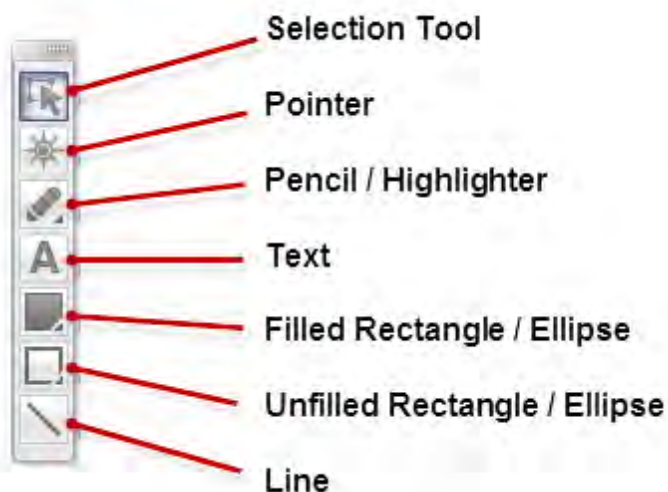 Selection Tool
Pointer
Pencil / Highlighter
Text
Filled Rectangle / Ellipse
Unfilled Rectangle / Ellipse
Line